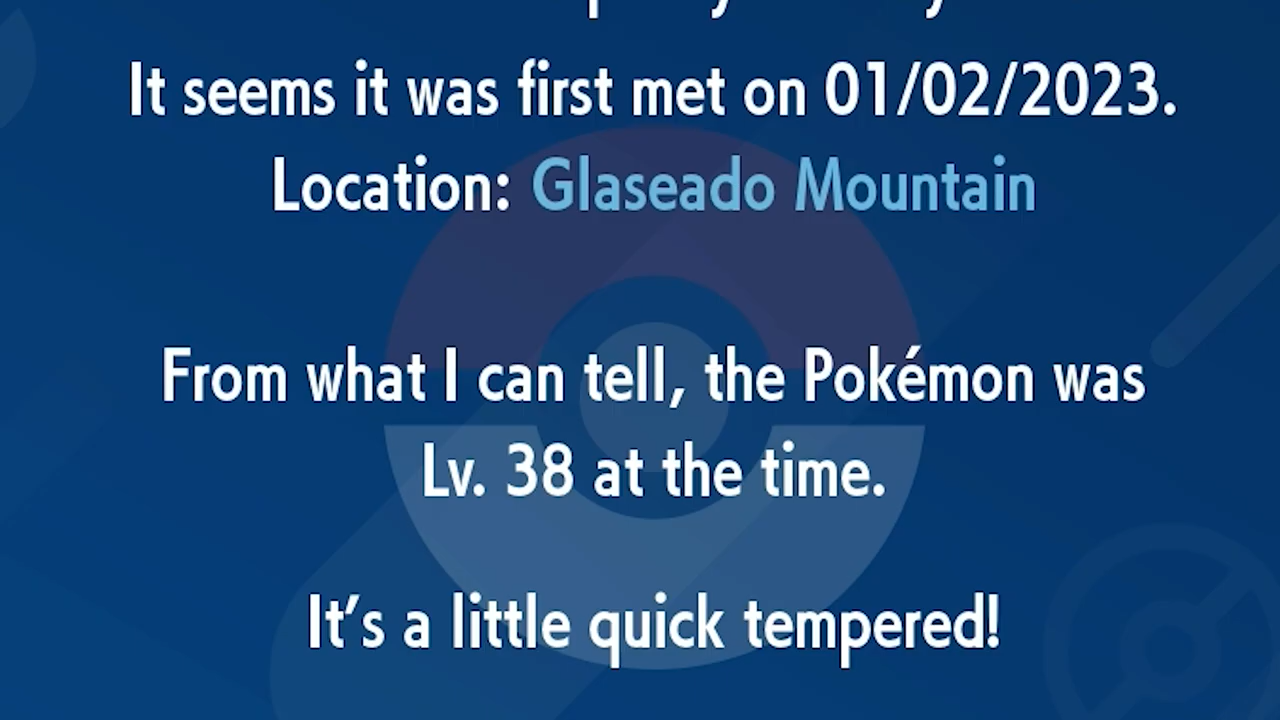 It seems it was first met on 01/02/2023.
Location: Glaseado Mountain
From what I can tell, the Pokémon was
Lv. 38 at the time.
It's a little quick tempered!